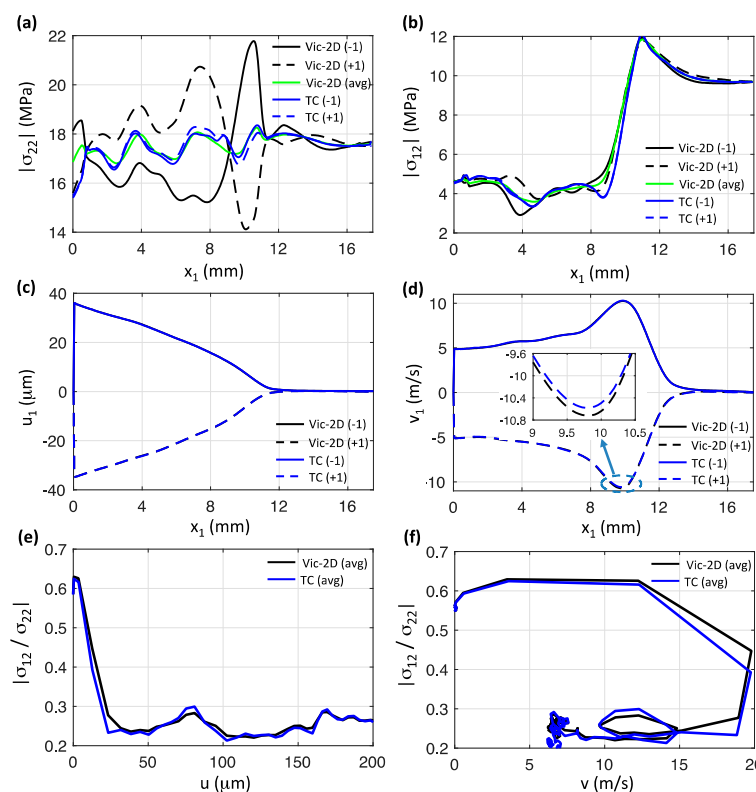 (a)
|σ22| (MPa)
22
20
18
16
14
0 4 8 12 16
x1 (mm)
Vic-2D (-1)
Vic-2D (+1)
Vic-2D (avg)
TC (-1)
TC (+1)
(b)
|σ12| (MPa)
12
10
8
6
4
2
0 4 8 12 16
x1 (mm)
Vic-2D (-1)
Vic-2D (+1)
Vic-2D (avg)
TC (-1)
TC (+1)
(c)
u1 (μm)
40
20
0
-20
-40
0 4 8 12 16
x1 (mm)
Vic-2D (-1)
Vic-2D (+1)
TC (-1)
TC (+1)
(d)
v1 (m/s)
10
5
0
-5
-10
0 4 8 12 16
x1 (mm)
-9.6
-10
-10.4
-10.8
9 9.5 10 10.5
Vic-2D (-1)
Vic-2D (+1)
TC (-1)
TC (+1)
(e)
|σ12 / σ22|
0.7
0.6
0.5
0.4
0.3
0.2
0 50 100 150 200
u (μm)
Vic-2D (avg)
TC (avg)
(f)
|σ12 / σ22|
0.7
0.6
0.5
0.4
0.3
0.2
0 5 10 15 20
v (m/s)
Vic-2D (avg)
TC (avg)